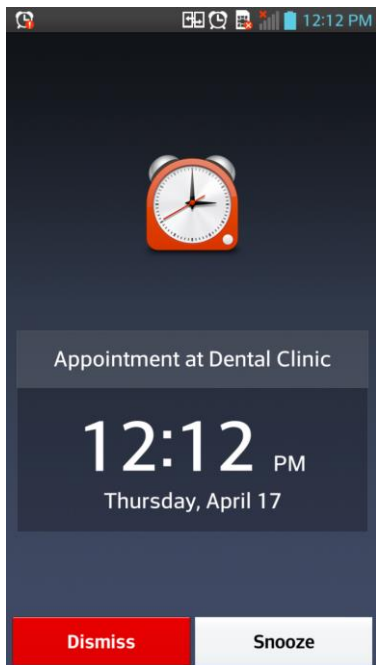 12:12 PM
Appointment at Dental Clinic
12:12 PM
Thursday, April 17
Dismiss
Snooze